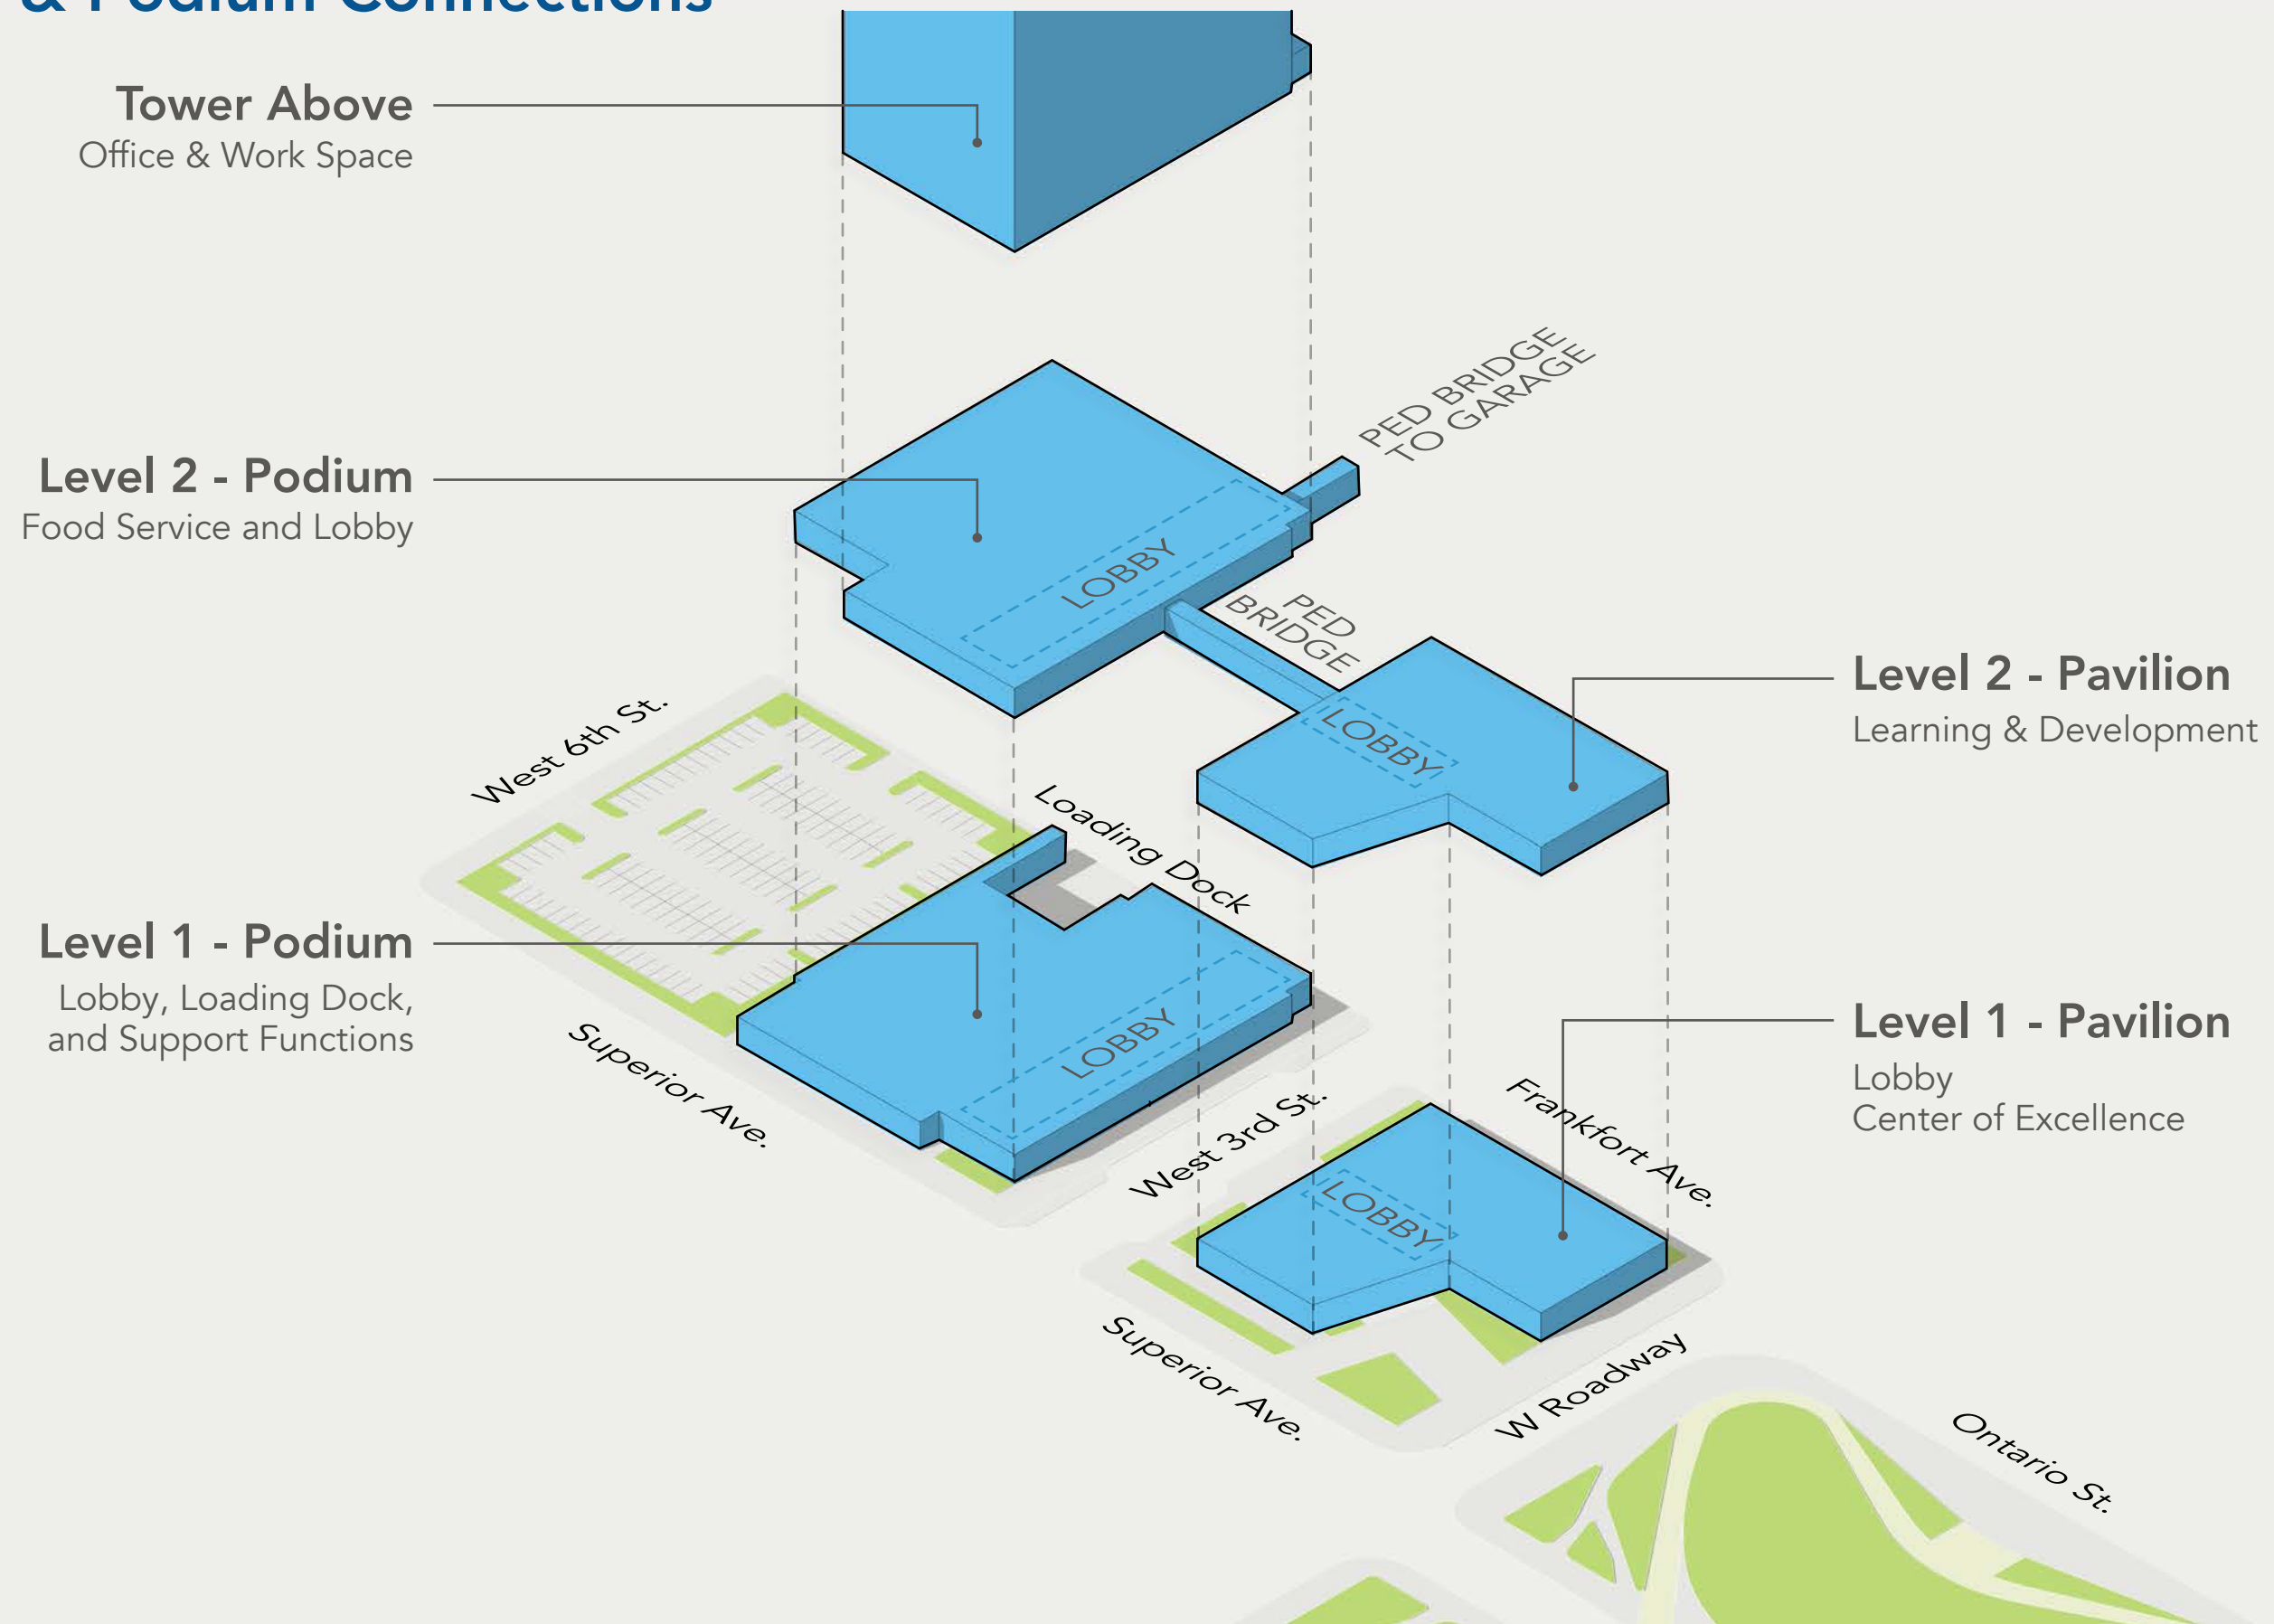 & Podium Connections
Tower Above
Office & Work Space
PED BRIDGE
TO GARAGE
Level 2 - Podium
Food Service and Lobby
LOBBY
PED
BRIDGE
Level 2 - Pavilion
Learning & Development
LOBBY
West 6th St.
Loading Dock
Level 1 - Podium
Lobby, Loading Dock,
and Support Functions
LOBBY
Superior Ave.
West 3rd St.
Frankfort Ave.
Level 1 - Pavilion
Lobby
Center of Excellence
LOBBY
Superior Ave.
W Roadway
Ontario St.